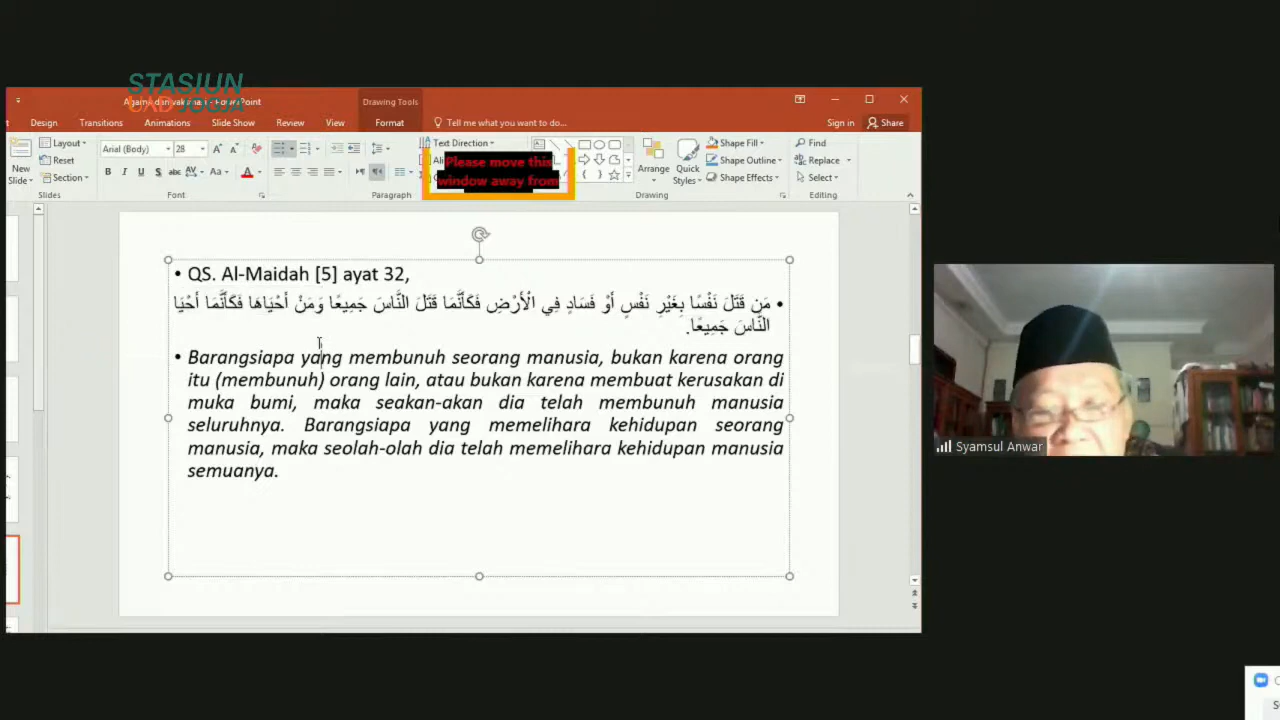 STASIUN
JOGJA
PowerPoint
Drawing Tools
Design Transitions Animations Slide Show Review View Format Tell me what you want to do... Sign in Share
New Slide
Layout
Reset
Section
Slides
Arial (Body) 28
B I U S abc AV Aa A
Font
Paragraph
Text Direction
Please move this
window away from
Arrange
Quick Styles
Shape Fill
Shape Outline
Shape Effects
Drawing
Find
Replace
Select
Editing
• QS. Al-Maidah [5] ayat 32,
• مَن قَتَلَ نَفْسًا بِغَيْرِ نَفْسٍ أَوْ فَسَادٍ فِي الْأَرْضِ فَكَأَنَّمَا قَتَلَ النَّاسَ جَمِيعًا وَمَنْ أَحْيَاهَا فَكَأَنَّمَا أَحْيَا
النَّاسَ جَمِيعًا.
• Barangsiapa yang membunuh seorang manusia, bukan karena orang
itu (membunuh) orang lain, atau bukan karena membuat kerusakan di
muka bumi, maka seakan-akan dia telah membunuh manusia
seluruhnya. Barangsiapa yang memelihara kehidupan seorang
manusia, maka seolah-olah dia telah memelihara kehidupan manusia
semuanya.
Syamsul Anwar